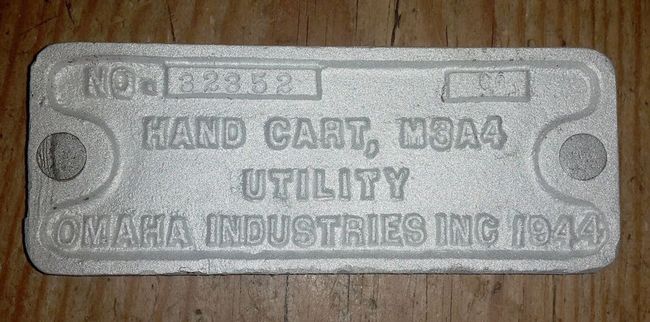 NO. 32352
HAND CART, M3A4
UTILITY
OMAHA INDUSTRIES INC 1944